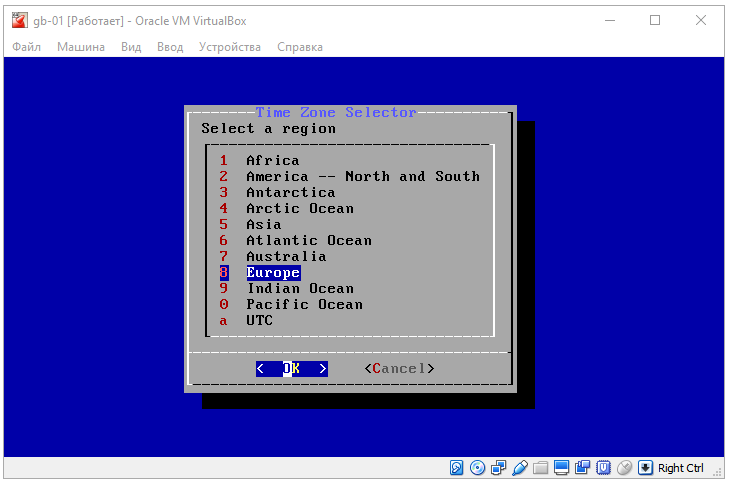 gb-01 [Работает] - Oracle VM VirtualBox
Файл Машина Вид Ввод Устройства Справка
Time Zone Selector
Select a region
1 Africa
2 America -- North and South
3 Antarctica
4 Arctic Ocean
5 Asia
6 Atlantic Ocean
7 Australia
8 Europe
9 Indian Ocean
0 Pacific Ocean
a UTC
< OK > <Cancel>
Right Ctrl